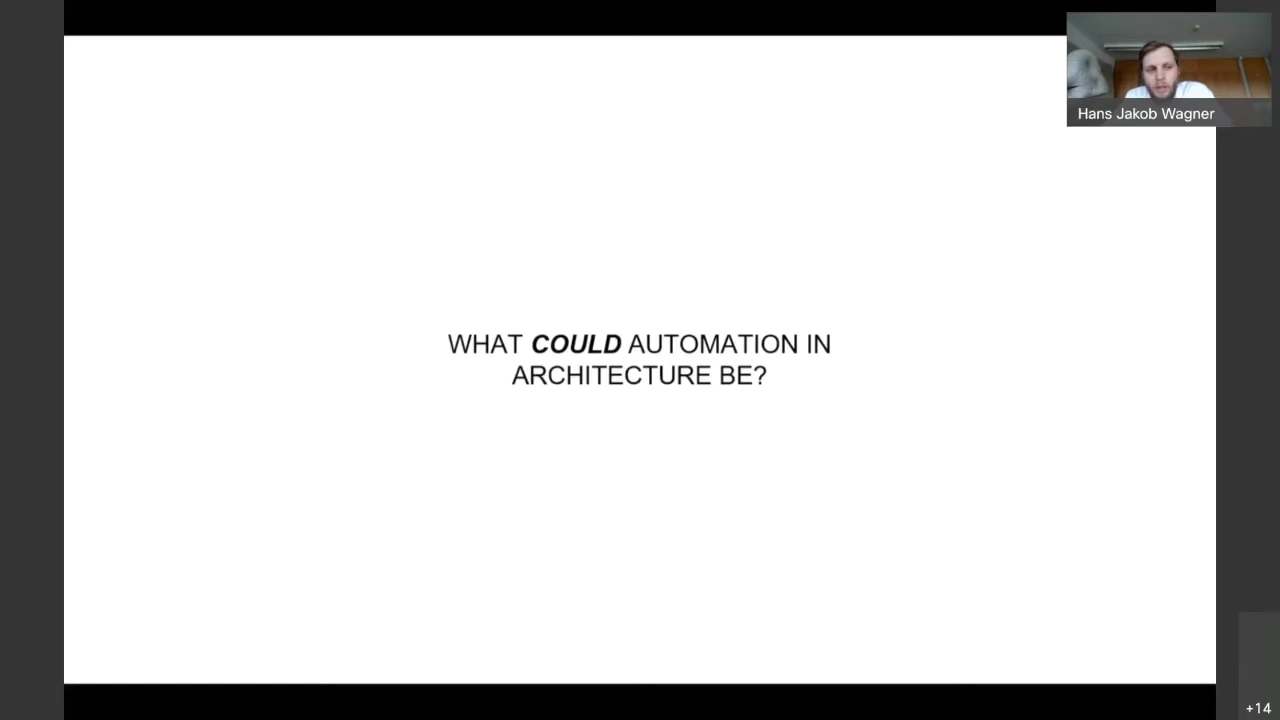 Hans Jakob Wagner
WHAT COULD AUTOMATION IN
ARCHITECTURE BE?
+14